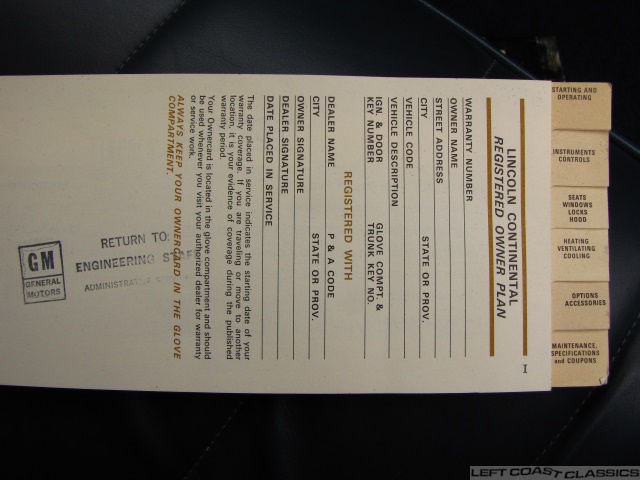 LINCOLN CONTINENTAL
REGISTERED OWNER PLAN
WARRANTY NUMBER
OWNER NAME
STREET ADDRESS
CITY STATE OR PROV.
VEHICLE CODE
VEHICLE DESCRIPTION
IGN. & DOOR GLOVE COMPT. &
KEY NUMBER TRUNK KEY NO.
REGISTERED WITH
DEALER NAME P & A CODE
CITY STATE OR PROV.
OWNER SIGNATURE
DEALER SIGNATURE
DATE PLACED IN SERVICE
The date placed in service indicates the starting date of your
warranty coverage. If you are traveling or move to another
location, it is your evidence of coverage during the published
warranty period.
Your Ownercard is located in the glove compartment and should
be used whenever you visit your authorized dealer for warranty
or service work.
ALWAYS KEEP YOUR OWNERCARD IN THE GLOVE
COMPARTMENT.
I
STARTING AND
OPERATING
INSTRUMENTS
CONTROLS
SEATS
WINDOWS
LOCKS
HOOD
HEATING
VENTILATING
COOLING
OPTIONS
ACCESSORIES
MAINTENANCE,
SPECIFICATIONS
and COUPONS
GM
GENERAL
MOTORS
RETURN TO:
ENGINEERING STAFF
LEFT COAST CLASSICS